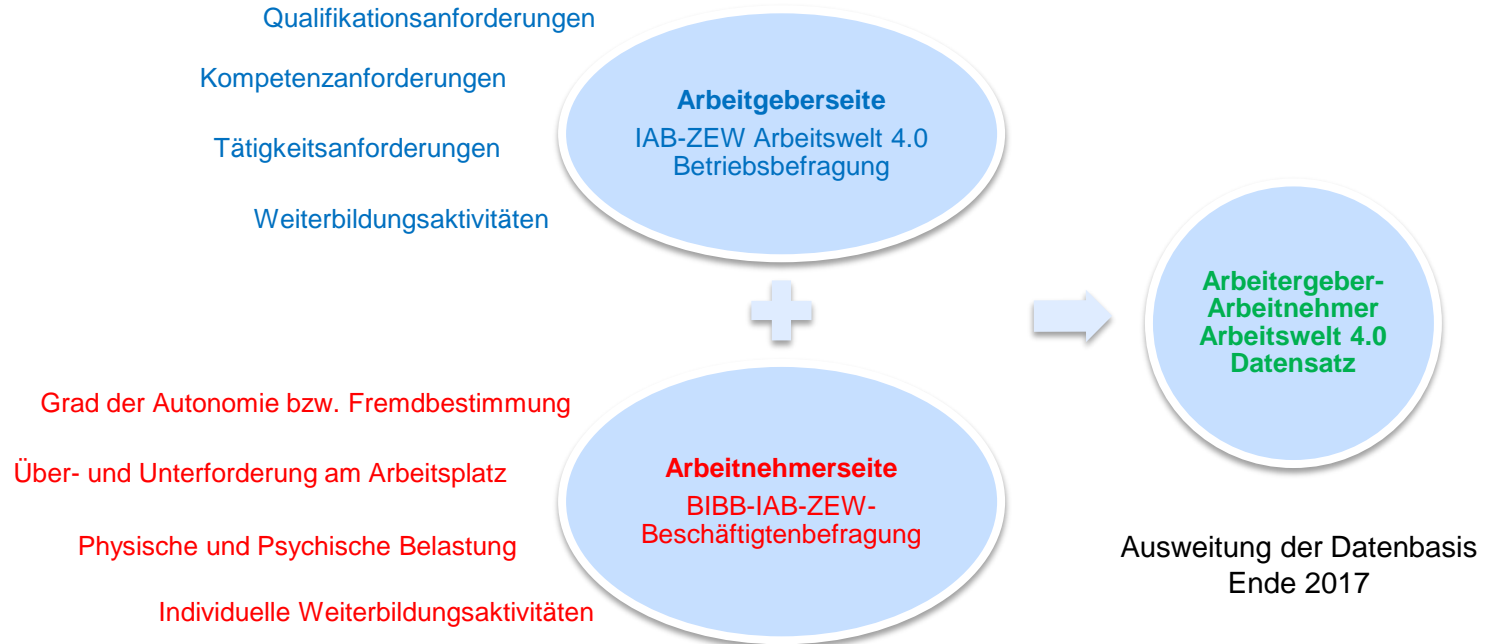 Qualifikationsanforderungen
Kompetenzanforderungen
Tätigkeitsanforderungen
Weiterbildungsaktivitäten
Arbeitgeberseite
IAB-ZEW Arbeitswelt 4.0
Betriebsbefragung
Grad der Autonomie bzw. Fremdbestimmung
Über- und Unterforderung am Arbeitsplatz
Physische und Psychische Belastung
Individuelle Weiterbildungsaktivitäten
Arbeitnehmerseite
BIBB-IAB-ZEW-
Beschäftigtenbefragung
Arbeitergeber-
Arbeitnehmer
Arbeitswelt 4.0
Datensatz
Ausweitung der Datenbasis
Ende 2017